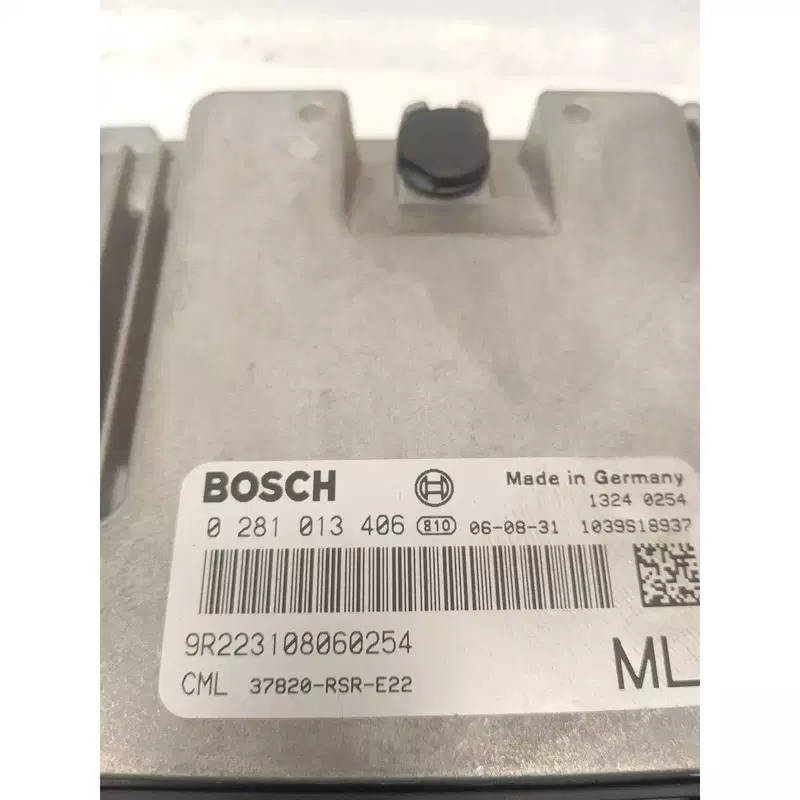 BOSCH
Made in Germany
1324 0254
0 281 013 406 810 06-08-31 1039S18937
9R223108060254
CML 37820-RSR-E22
ML